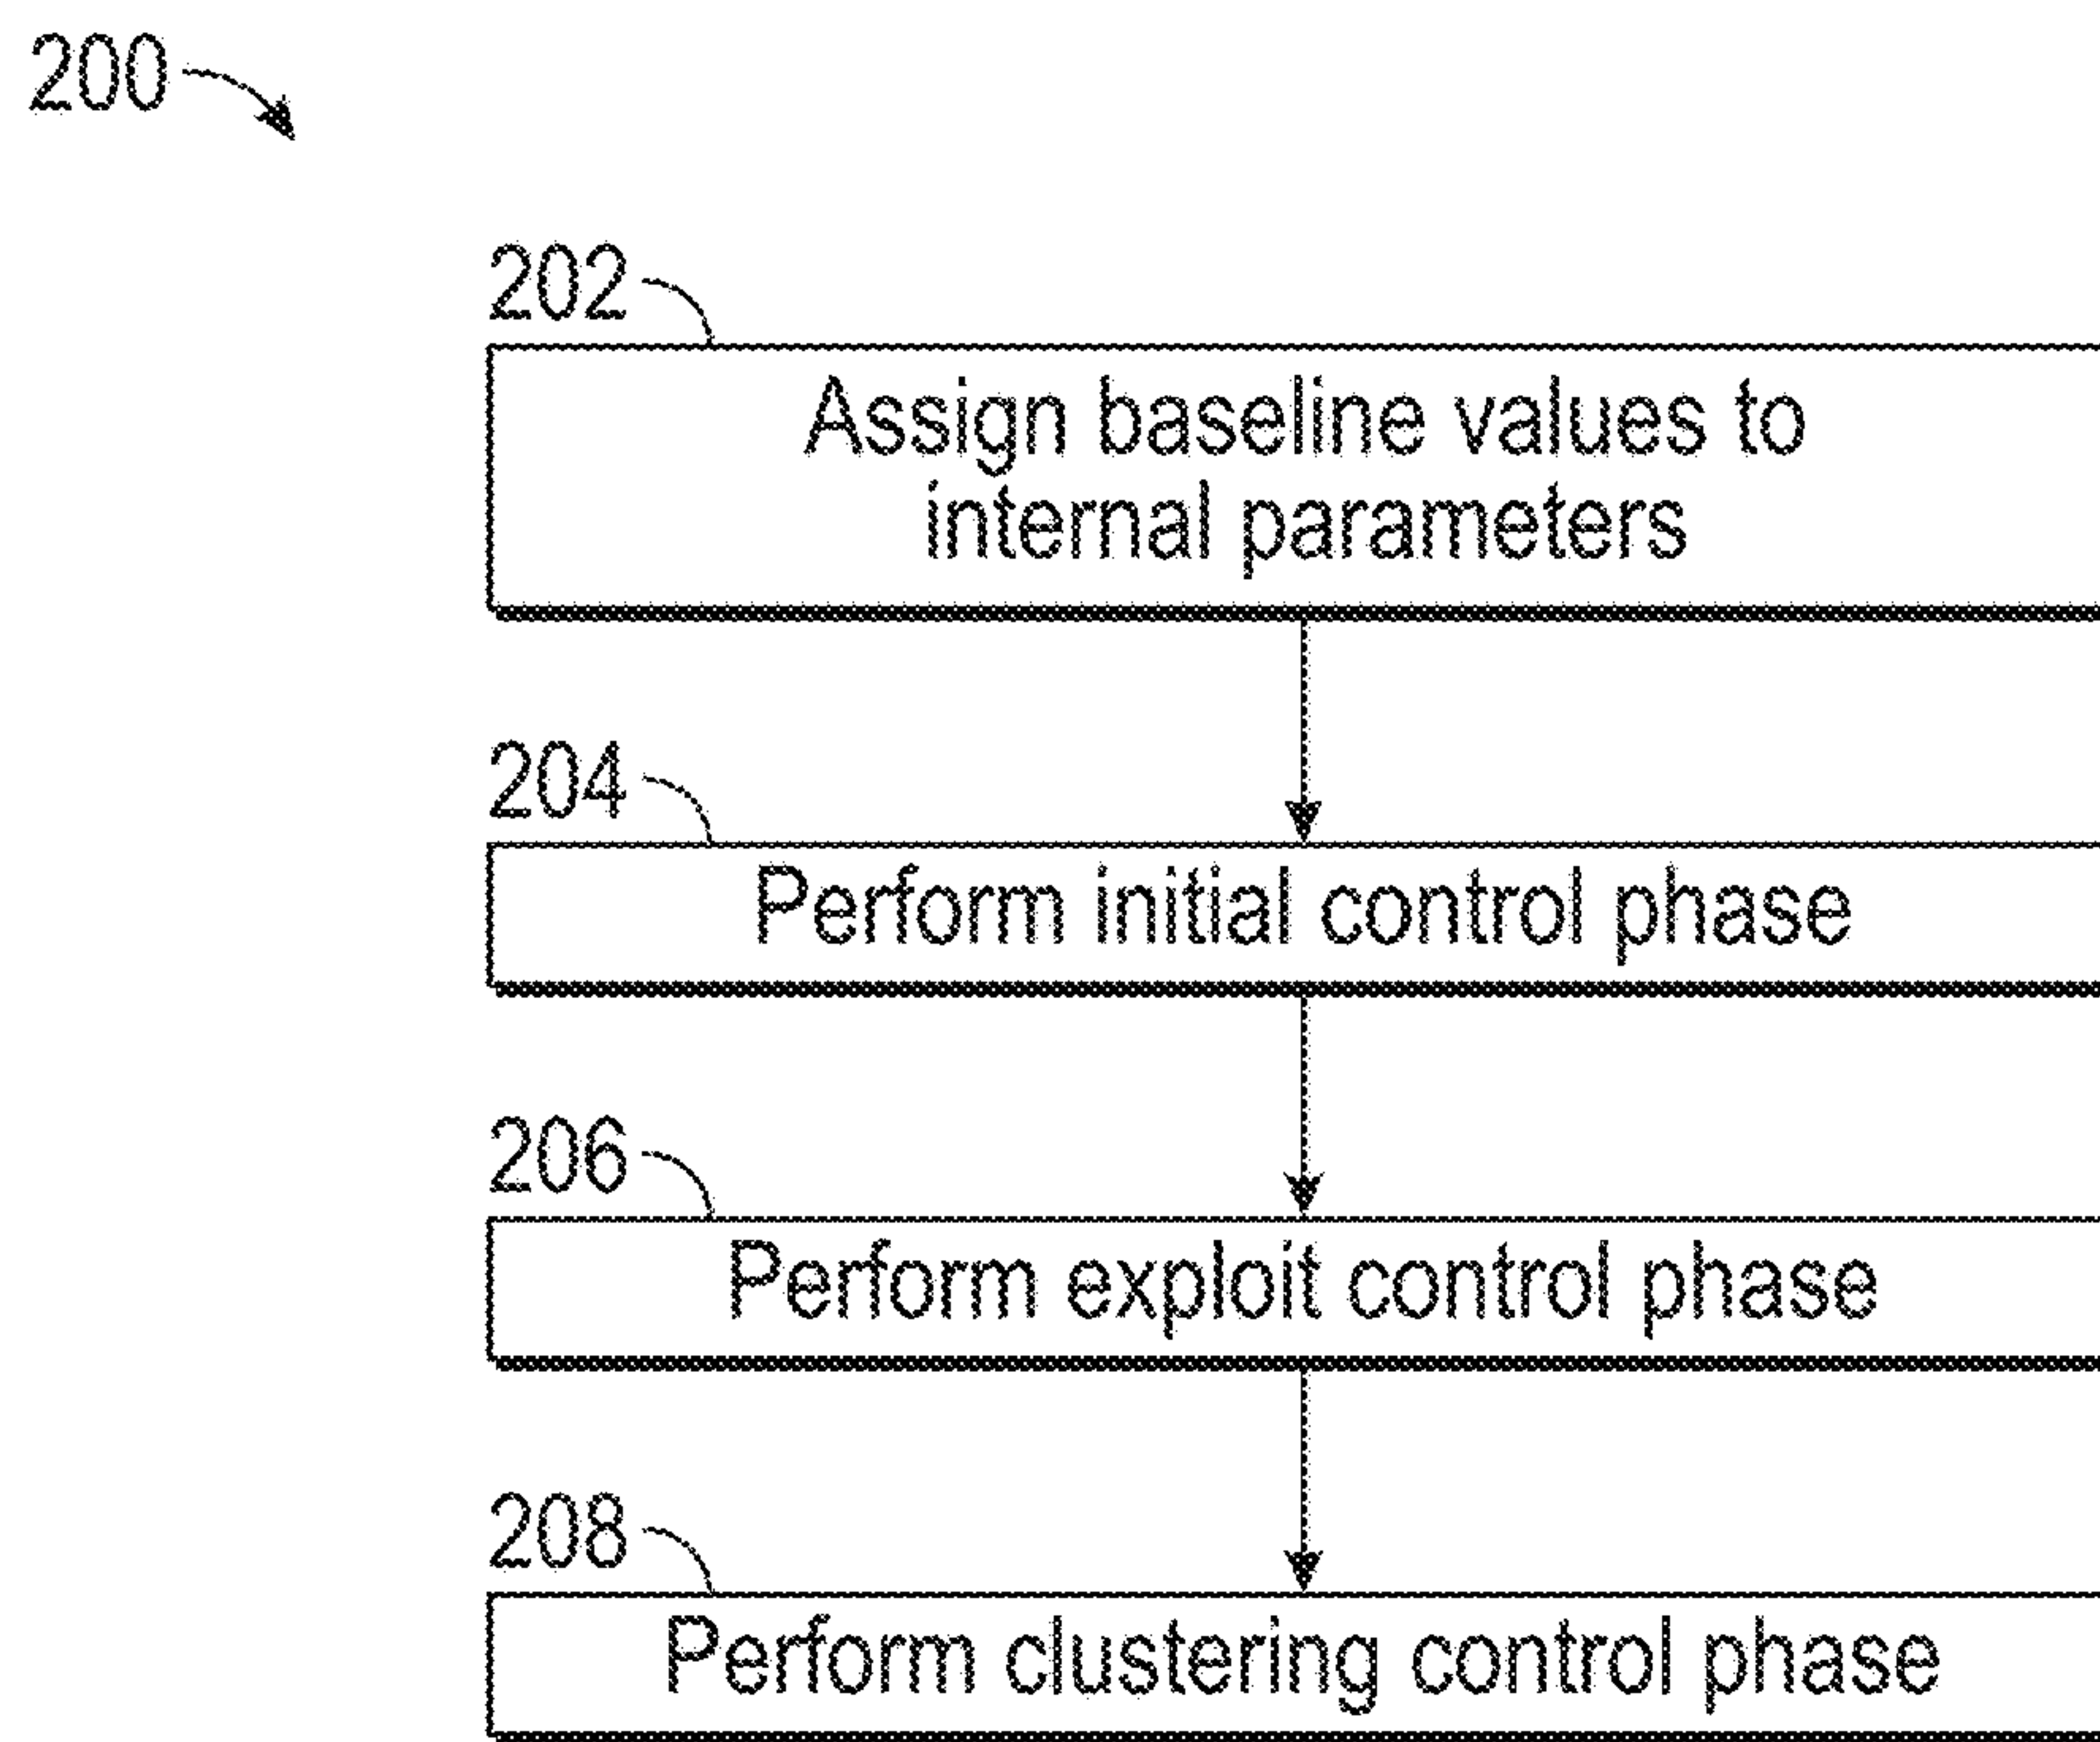 200
202
Assign baseline values to
internal parameters
204
Perform initial control phase
206
Perform exploit control phase
208
Perform clustering control phase